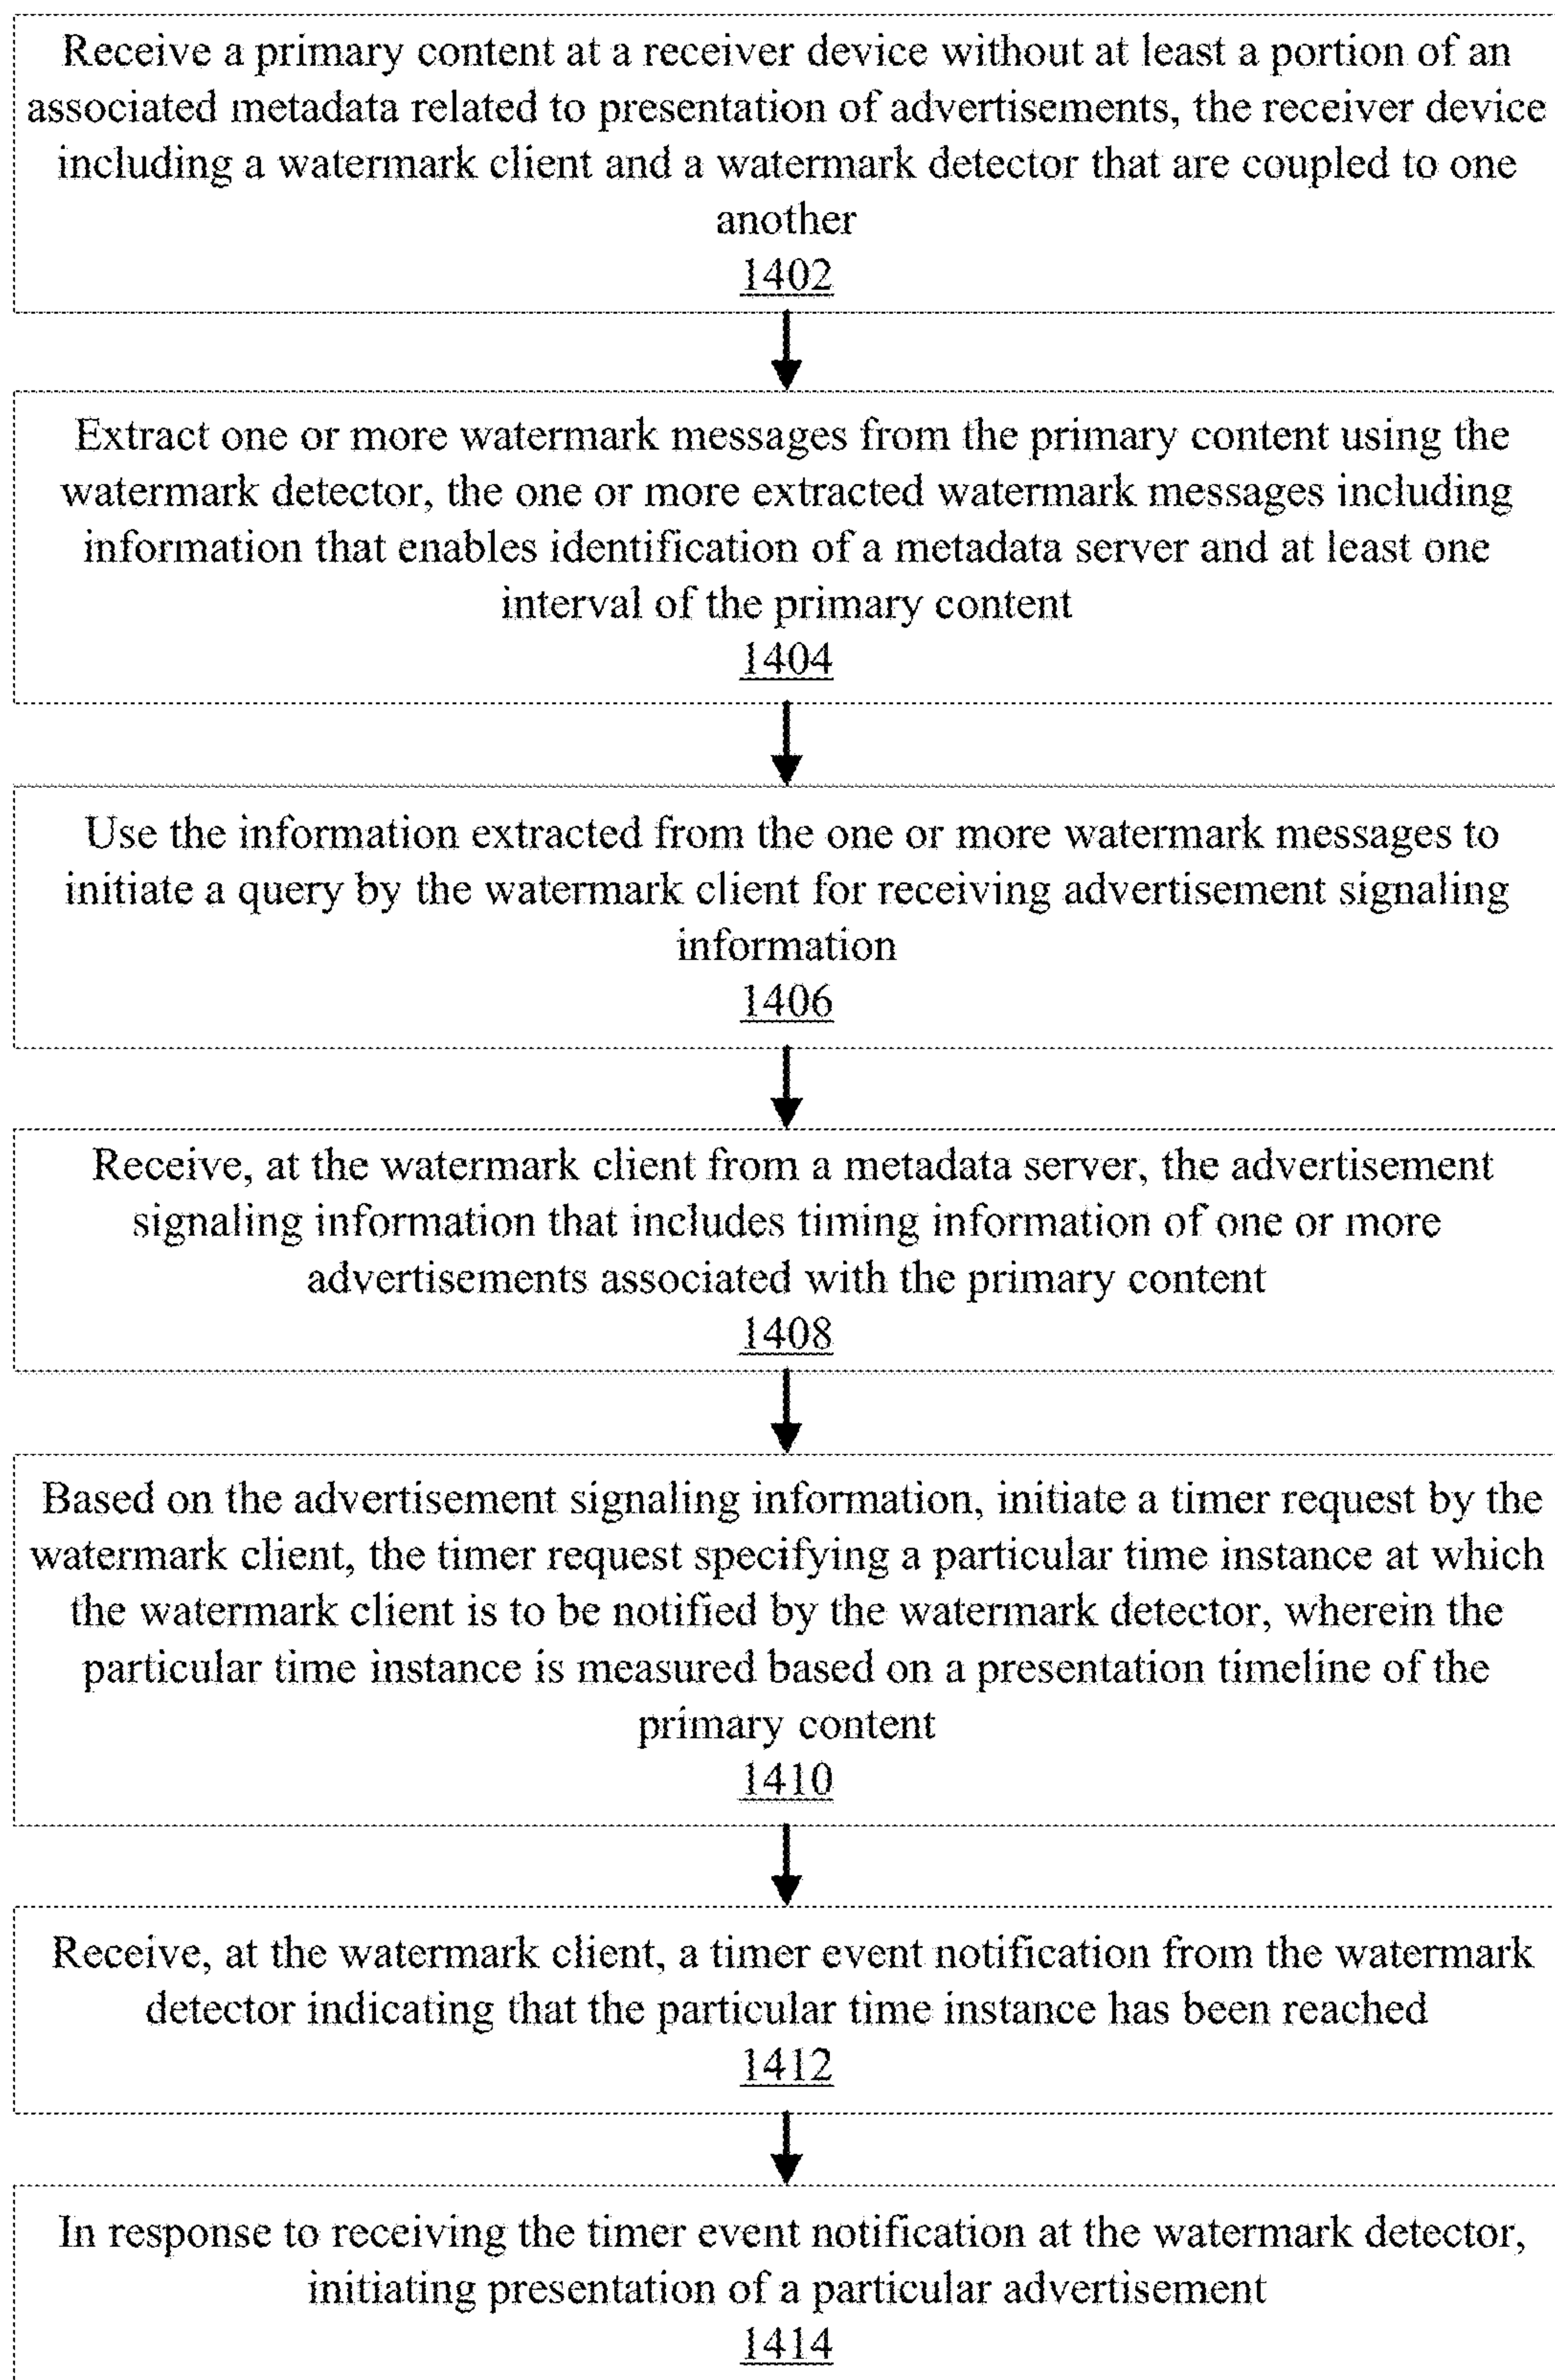 Receive a primary content at a receiver device without at least a portion of an
associated metadata related to presentation of advertisements, the receiver device
including a watermark client and a watermark detector that are coupled to one
another
1402
Extract one or more watermark messages from the primary content using the
watermark detector, the one or more extracted watermark messages including
information that enables identification of a metadata server and at least one
interval of the primary content
1404
Use the information extracted from the one or more watermark messages to
initiate a query by the watermark client for receiving advertisement signaling
information
1406
Receive, at the watermark client from a metadata server, the advertisement
signaling information that includes timing information of one or more
advertisements associated with the primary content
1408
Based on the advertisement signaling information, initiate a timer request by the
watermark client, the timer request specifying a particular time instance at which
the watermark client is to be notified by the watermark detector, wherein the
particular time instance is measured based on a presentation timeline of the
primary content
1410
Receive, at the watermark client, a timer event notification from the watermark
detector indicating that the particular time instance has been reached
1412
In response to receiving the timer event notification at the watermark detector,
initiating presentation of a particular advertisement
1414